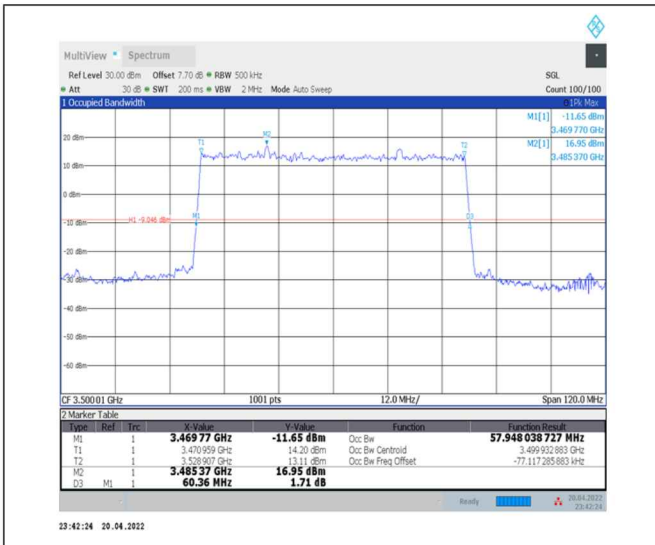 MultiView Spectrum
Ref Level 30.00 dBm Offset 7.70 dB RBW 500 kHz SGL
Att 30 dB SWT 200 ms VBW 2 MHz Mode Auto Sweep Count 100/100
1 Occupied Bandwidth 1Pk Max
M1[1] -11.65 dBm
3.469770 GHz
M2[1] 16.95 dBm
3.485370 GHz
20 dBm
T1
M2
T2
10 dBm
0 dBm
-10 dBm
H1 -9.046 dBm
M1
D3
-20 dBm
-30 dBm
-40 dBm
-50 dBm
-60 dBm
CF 3.50001 GHz 1001 pts 12.0 MHz/ Span 120.0 MHz
2 Marker Table
Type Ref Trc X-Value Y-Value Function Function Result
M1 1 3.46977 GHz -11.65 dBm Occ Bw 57.948 038 727 MHz
T1 1 3.470959 GHz 14.20 dBm Occ Bw Centroid 3.499 932 883 GHz
T2 1 3.528907 GHz 13.11 dBm Occ Bw Freq Offset -77.117 285 883 kHz
M2 1 3.48537 GHz 16.95 dBm
D3 M1 1 60.36 MHz 1.71 dB
Ready 20.04.2022
23:42:24
23:42:24 20.04.2022